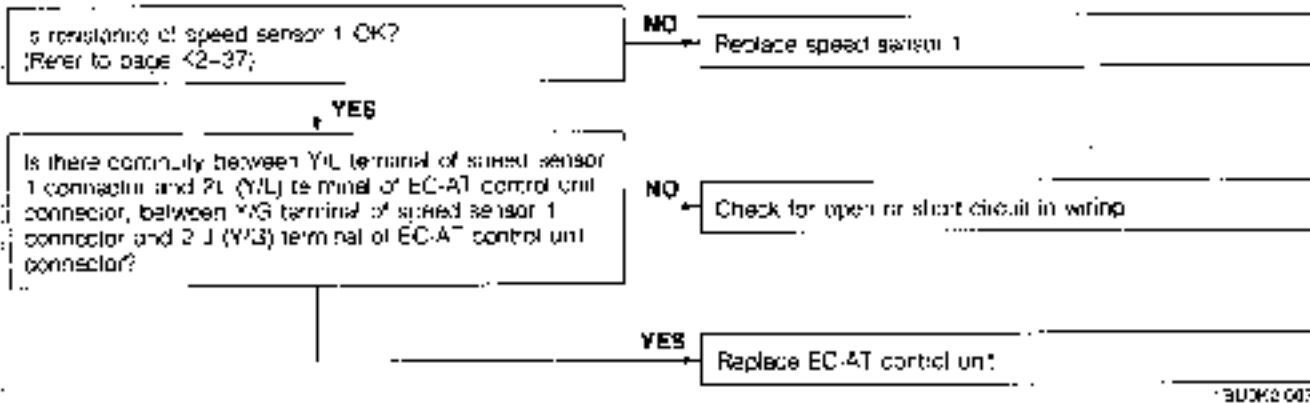 Is resistance of speed sensor 1 OK?
(Refer to page K2–37)
NO
Replace speed sensor 1
YES
Is there continuity between Y/L terminal of speed sensor
1 connector and (Y/L) terminal of EC-AT control unit
connector, between Y/G terminal of speed sensor 1
connector and (Y/G) terminal of EC-AT control unit
connector?
NO
Check for open or short circuit in wiring
YES
Replace EC-AT control unit